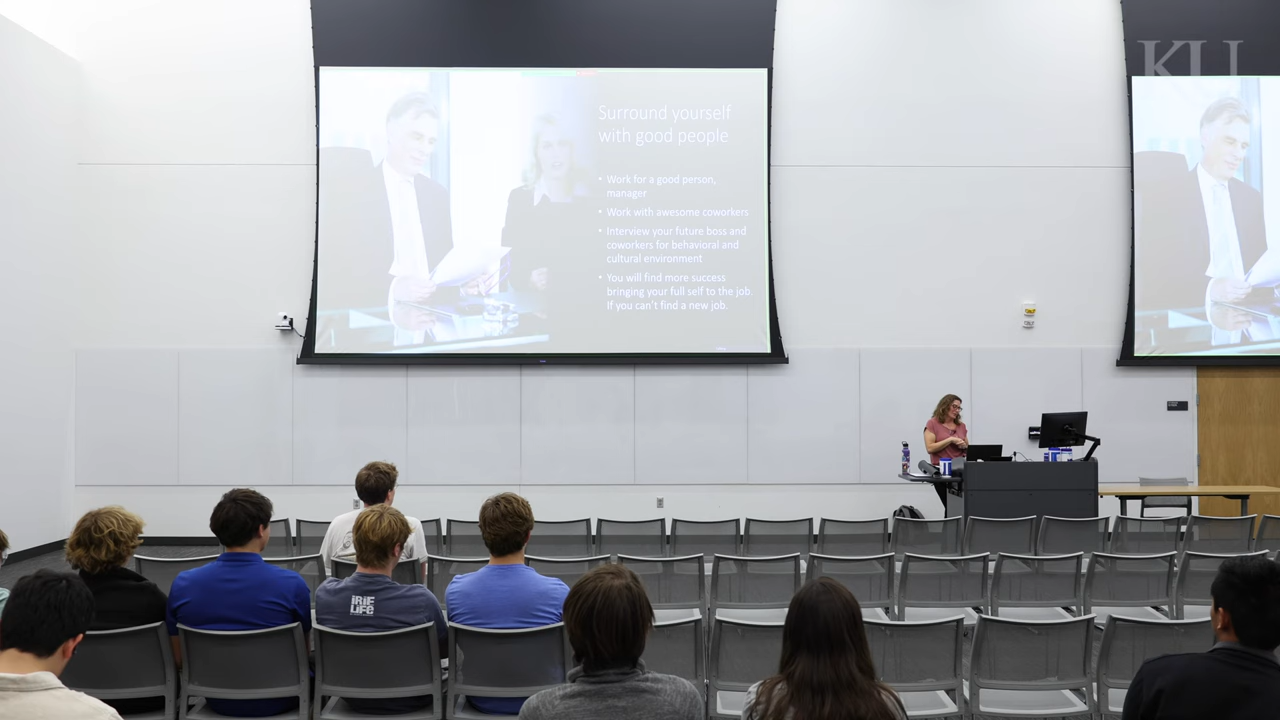 KU
Surround yourself
with good people
• Work for a good person,
manager
• Work with awesome coworkers
• Interview your future boss and
coworkers for behavioral and
cultural environment
• You will find more success
bringing your full self to the job.
If you can't find a new job.
iRiF
LiFe